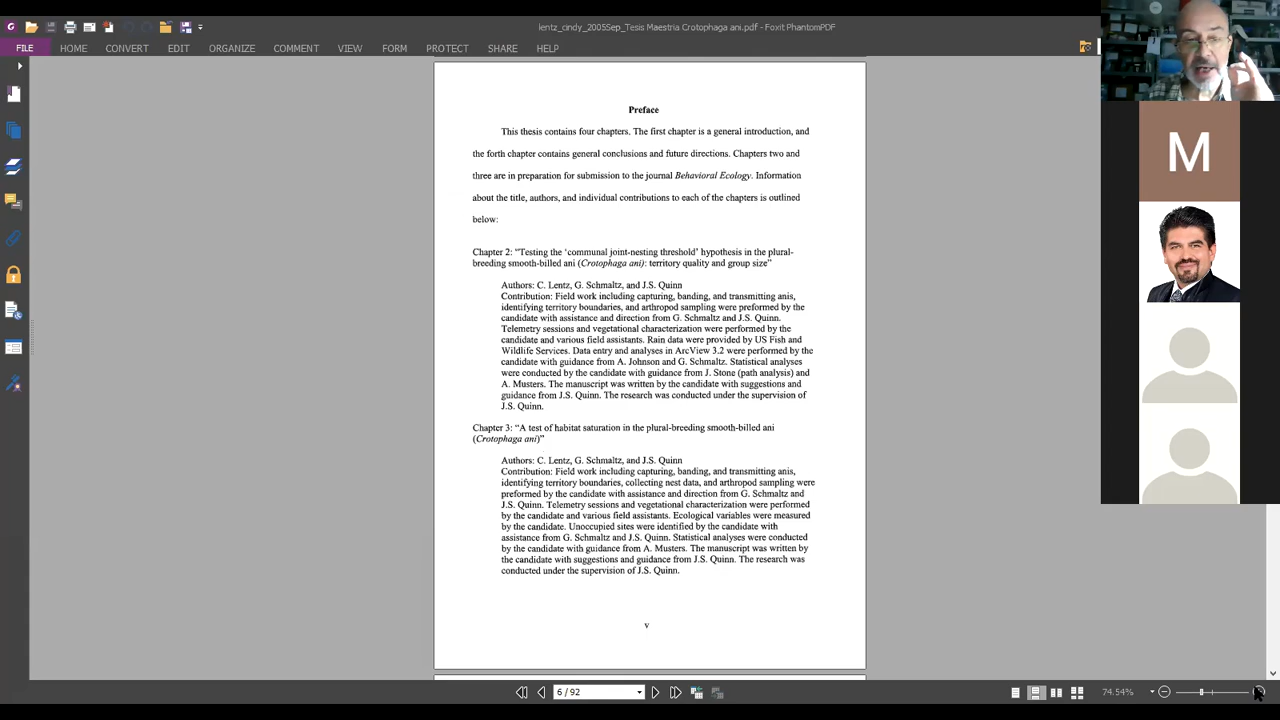 lentz_cindy_2005Sep_Tesis Maestria Crotophaga ani.pdf - Foxit PhantomPDF
FILE HOME CONVERT EDIT ORGANIZE COMMENT VIEW FORM PROTECT SHARE HELP
Preface
This thesis contains four chapters. The first chapter is a general introduction, and
the forth chapter contains general conclusions and future directions. Chapters two and
three are in preparation for submission to the journal Behavioral Ecology. Information
about the title, authors, and individual contributions to each of the chapters is outlined
below:
Chapter 2: "Testing the 'communal joint-nesting threshold' hypothesis in the plural-
breeding smooth-billed ani (Crotophaga ani): territory quality and group size"
Authors: C. Lentz, G. Schmaltz, and J.S. Quinn
Contribution: Field work including capturing, banding, and transmitting anis,
identifying territory boundaries, and arthropod sampling were preformed by the
candidate with assistance and direction from G. Schmaltz and J.S. Quinn.
Telemetry sessions and vegetational characterization were performed by the
candidate and various field assistants. Rain data were provided by US Fish and
Wildlife Services. Data entry and analyses in ArcView 3.2 were performed by the
candidate with guidance from A. Johnson and G. Schmaltz. Statistical analyses
were conducted by the candidate with guidance from J. Stone (path analysis) and
A. Musters. The manuscript was written by the candidate with suggestions and
guidance from J.S. Quinn. The research was conducted under the supervision of
J.S. Quinn.
Chapter 3: "A test of habitat saturation in the plural-breeding smooth-billed ani
(Crotophaga ani)"
Authors: C. Lentz, G. Schmaltz, and J.S. Quinn
Contribution: Field work including capturing, banding, and transmitting anis,
identifying territory boundaries, collecting nest data, and arthropod sampling were
preformed by the candidate with assistance and direction from G. Schmaltz and
J.S. Quinn. Telemetry sessions and vegetational characterization were performed
by the candidate and various field assistants. Ecological variables were measured
by the candidate. Unoccupied sites were identified by the candidate with
assistance from G. Schmaltz and J.S. Quinn. Statistical analyses were conducted
by the candidate with guidance from A. Musters. The manuscript was written by
the candidate with suggestions and guidance from J.S. Quinn. The research was
conducted under the supervision of J.S. Quinn.
v
6 / 92
74.54%
M